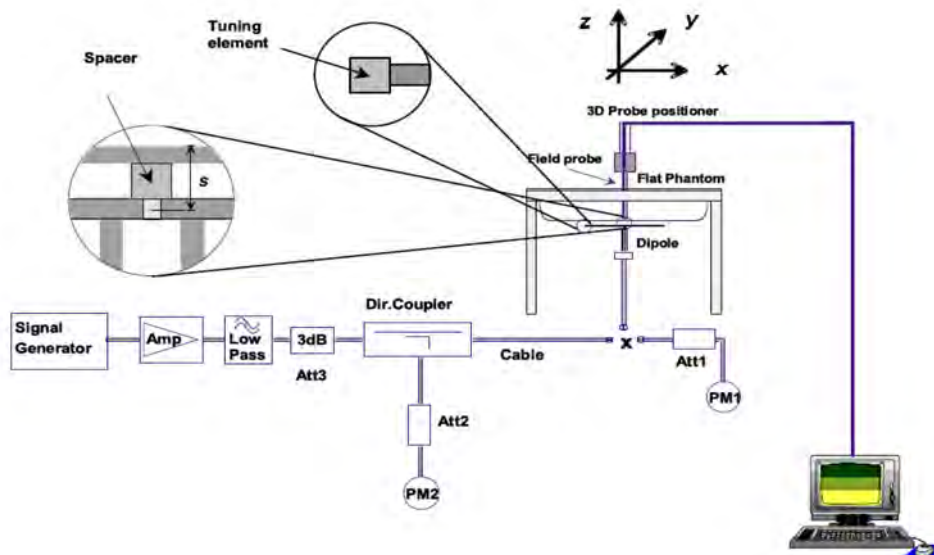 Tuning
element
Spacer
s
z
y
x
3D Probe positioner
Field probe
Flat Phantom
Dipole
Dir.Coupler
Signal
Generator
Amp
Low
Pass
3dB
Att3
Cable
x
Att1
PM1
Att2
PM2